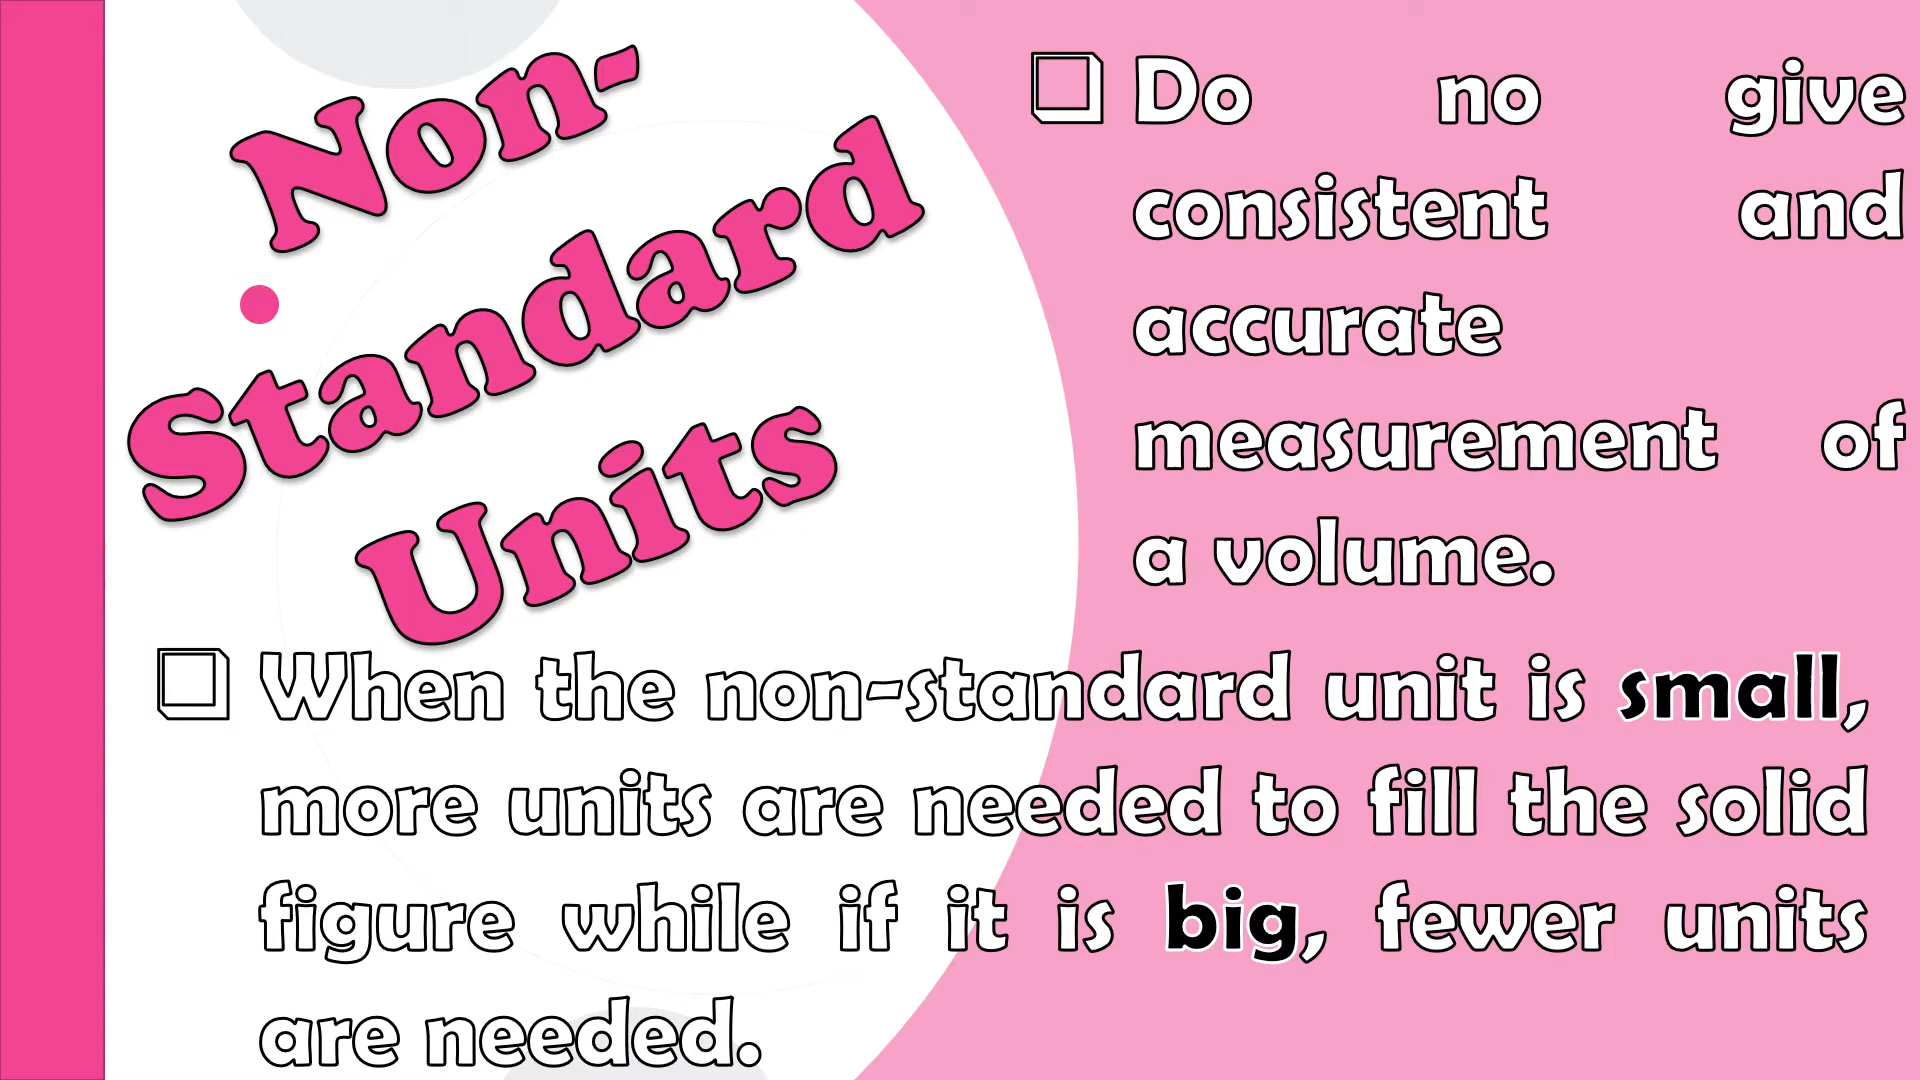 Non-
Standard
Units
Do no give
consistent and
accurate
measurement of
a volume.
When the non-standard unit is small,
more units are needed to fill the solid
figure while if it is big, fewer units
are needed.